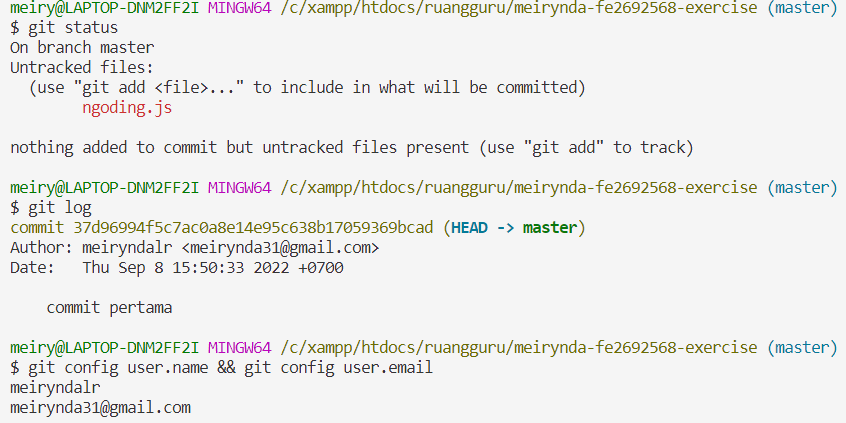 meiry@LAPTOP-DNM2FF2I MINGW64 /c/xampp/htdocs/ruangguru/meirynda-fe2692568-exercise (master)
$ git status
On branch master
Untracked files:
  (use "git add <file>..." to include in what will be committed)
        ngoding.js

nothing added to commit but untracked files present (use "git add" to track)

meiry@LAPTOP-DNM2FF2I MINGW64 /c/xampp/htdocs/ruangguru/meirynda-fe2692568-exercise (master)
$ git log
commit 37d96994f5c7ac0a8e14e95c638b17059369bcad (HEAD -> master)
Author: meiryndalr <meirynda31@gmail.com>
Date:   Thu Sep 8 15:50:33 2022 +0700

    commit pertama

meiry@LAPTOP-DNM2FF2I MINGW64 /c/xampp/htdocs/ruangguru/meirynda-fe2692568-exercise (master)
$ git config user.name && git config user.email
meiryndalr
meirynda31@gmail.com